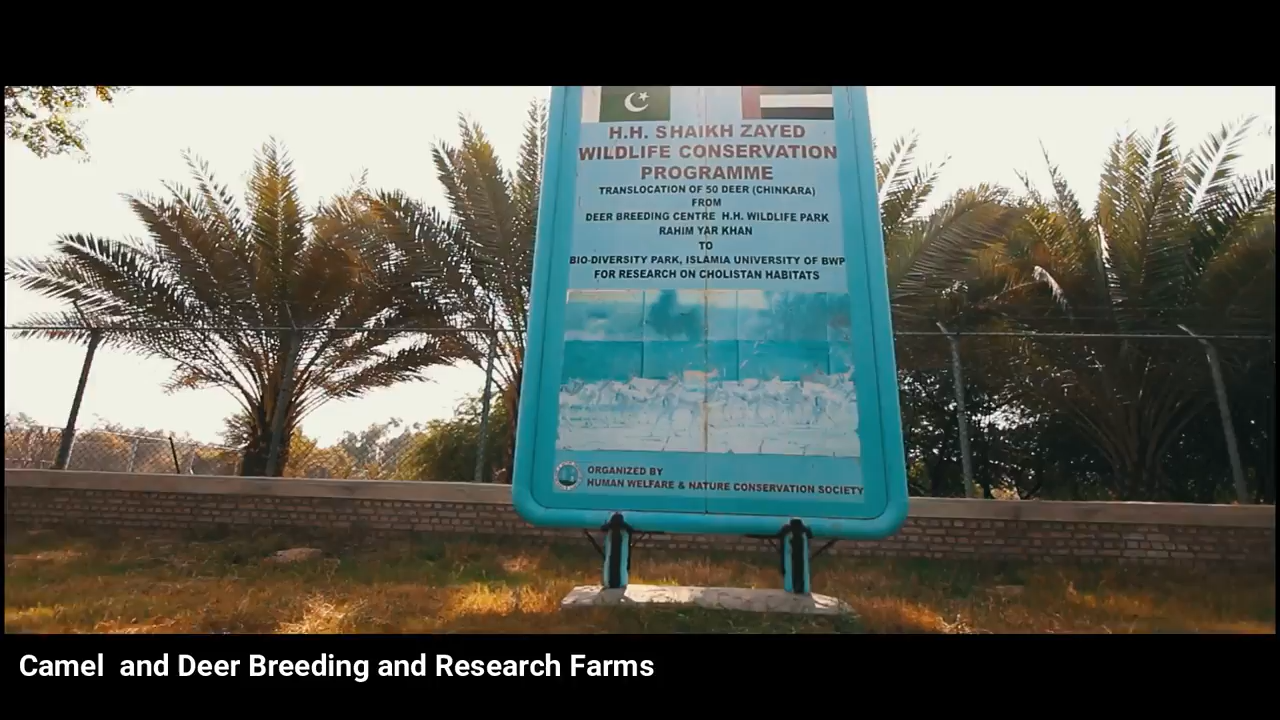 H.H. SHAIKH ZAYED
WILDLIFE CONSERVATION
PROGRAMME
TRANSLOCATION OF 50 DEER (CHINKARA)
FROM
DEER BREEDING CENTRE H.H. WILDLIFE PARK
RAHIM YAR KHAN
TO
BIO-DIVERSITY PARK, ISLAMIA UNIVERSITY OF BWP
FOR RESEARCH ON CHOLISTAN HABITATS
ORGANIZED BY
HUMAN WELFARE & NATURE CONSERVATION SOCIETY
Camel and Deer Breeding and Research Farms